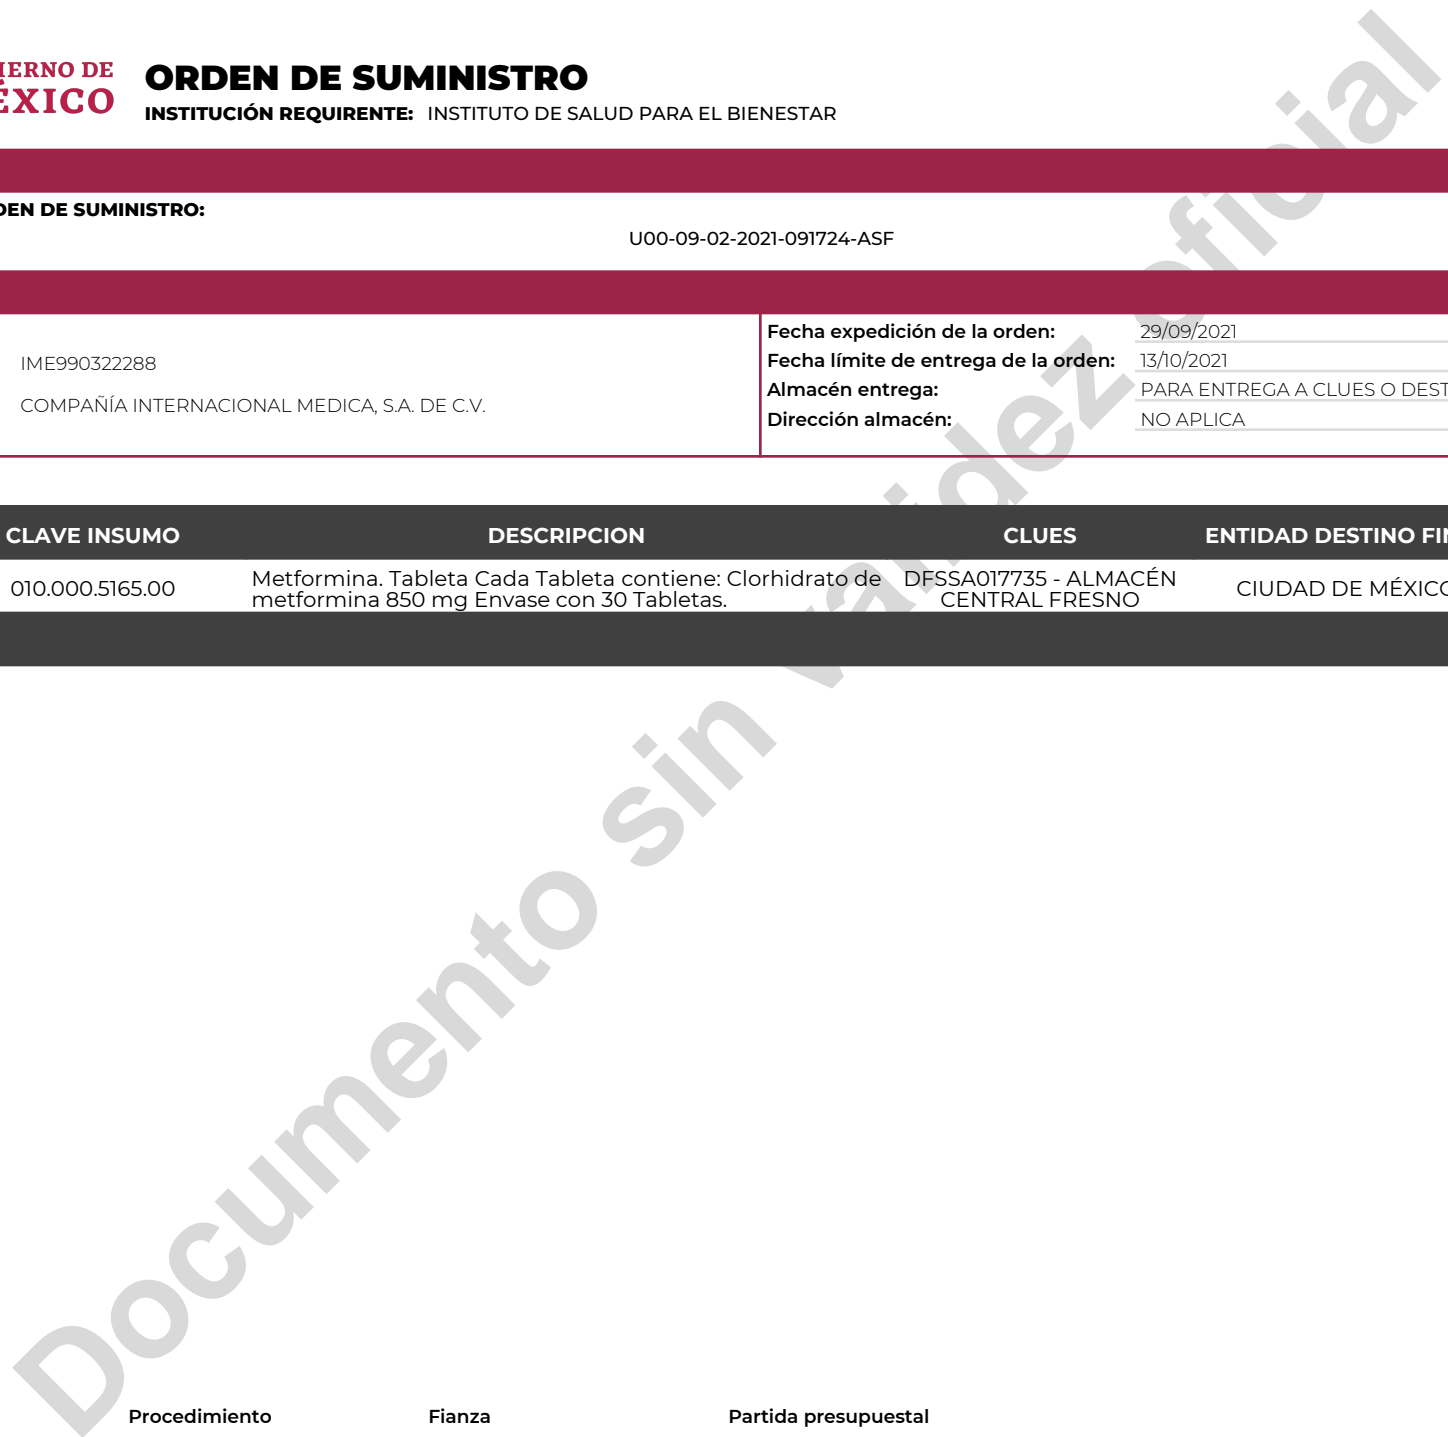 IERNO DE
ÉXICO
ORDEN DE SUMINISTRO
INSTITUCIÓN REQUIRENTE: INSTITUTO DE SALUD PARA EL BIENESTAR
DEN DE SUMINISTRO:
U00-09-02-2021-091724-ASF
IME990322288
COMPAÑÍA INTERNACIONAL MEDICA, S.A. DE C.V.
Fecha expedición de la orden: 29/09/2021
Fecha límite de entrega de la orden: 13/10/2021
Almacén entrega: PARA ENTREGA A CLUES O DEST
Dirección almacén: NO APLICA
CLAVE INSUMO DESCRIPCION CLUES ENTIDAD DESTINO FIN
010.000.5165.00
Metformina. Tableta Cada Tableta contiene: Clorhidrato de
metformina 850 mg Envase con 30 Tabletas.
DFSSA017735 - ALMACÉN
CENTRAL FRESNO
CIUDAD DE MÉXICO
Documento sin validez oficial
Procedimiento Fianza Partida presupuestal